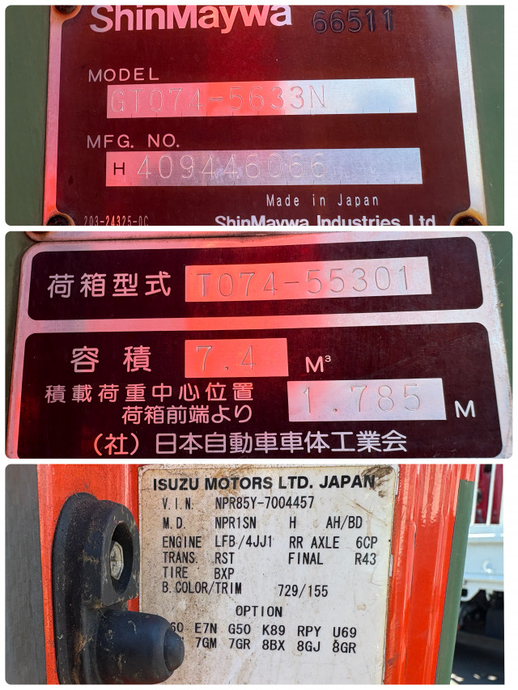 ShinMaywa 66511
MODEL
GT074-5633N
MFG. NO.
H 409446066
Made in Japan
203-24325-0C ShinMaywa Industries Ltd
荷箱型式 T074-55301
容積 7.4 M³
積載荷重中心位置
荷箱前端より 1.785 M
(社)日本自動車車体工業会
ISUZU MOTORS LTD. JAPAN
V.I.N. NPR85Y-7004457
M.D. NPR1SN H AH/BD
ENGINE LFB/4JJ1 RR AXLE 6CP
TRANS. RST FINAL R43
TIRE BXP
B.COLOR/TRIM 729/155
OPTION
E7N G50 K89 RPY U69
7GM 7GR 8BX 8GJ 8GR